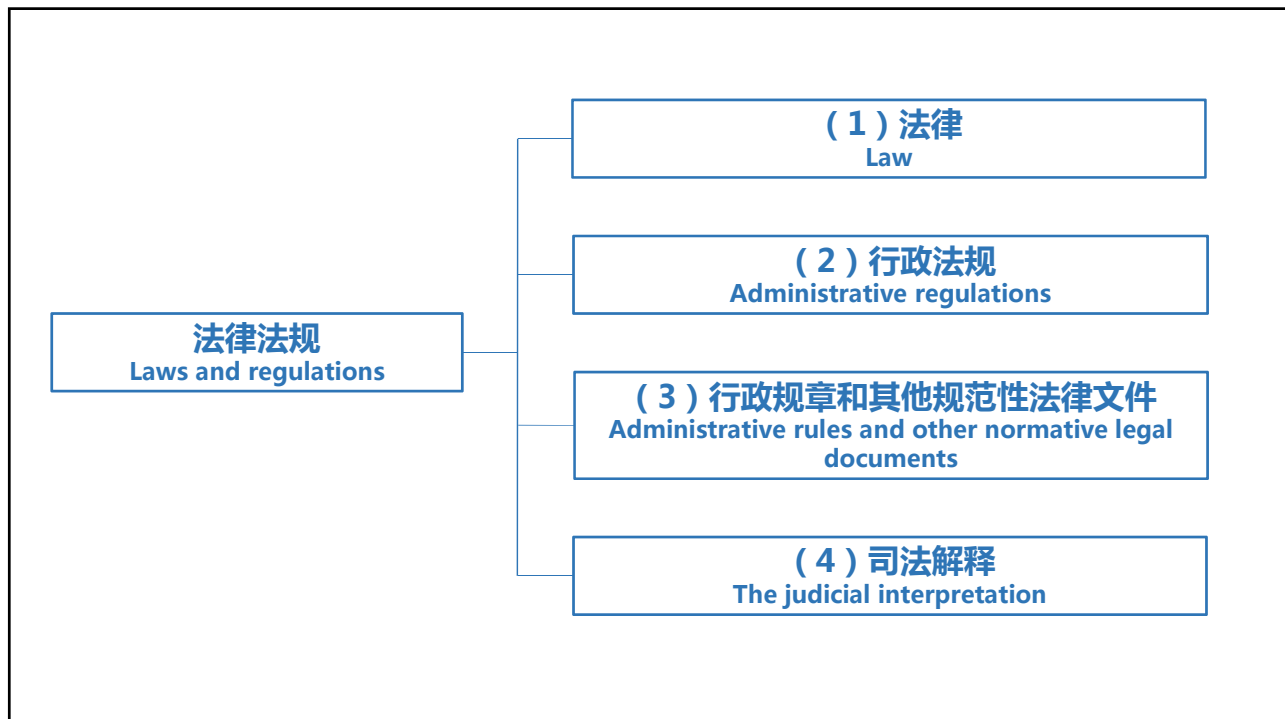 （1）法律
Law
（2）行政法规
Administrative regulations
法律法规
Laws and regulations
（3）行政规章和其他规范性法律文件
Administrative rules and other normative legal
documents
（4）司法解释
The judicial interpretation